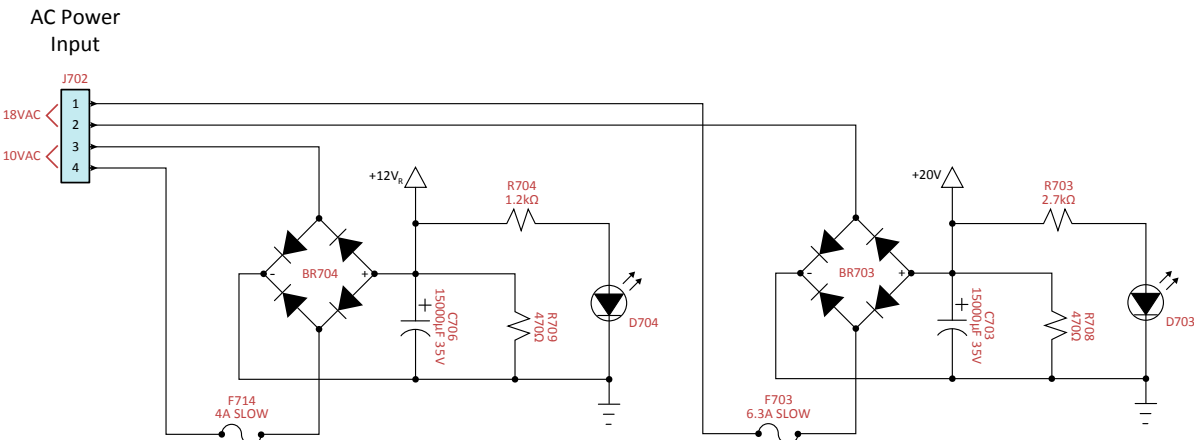 AC Power
Input
J702
18VAC
10VAC
1
2
3
4
+12VR
R704
1.2kΩ
BR704
-
+
+
C706
15000µF 35V
R709
470Ω
D704
F714
4A SLOW
+20V
R703
2.7kΩ
BR703
-
+
+
C703
15000µF 35V
R708
470Ω
D703
F703
6.3A SLOW